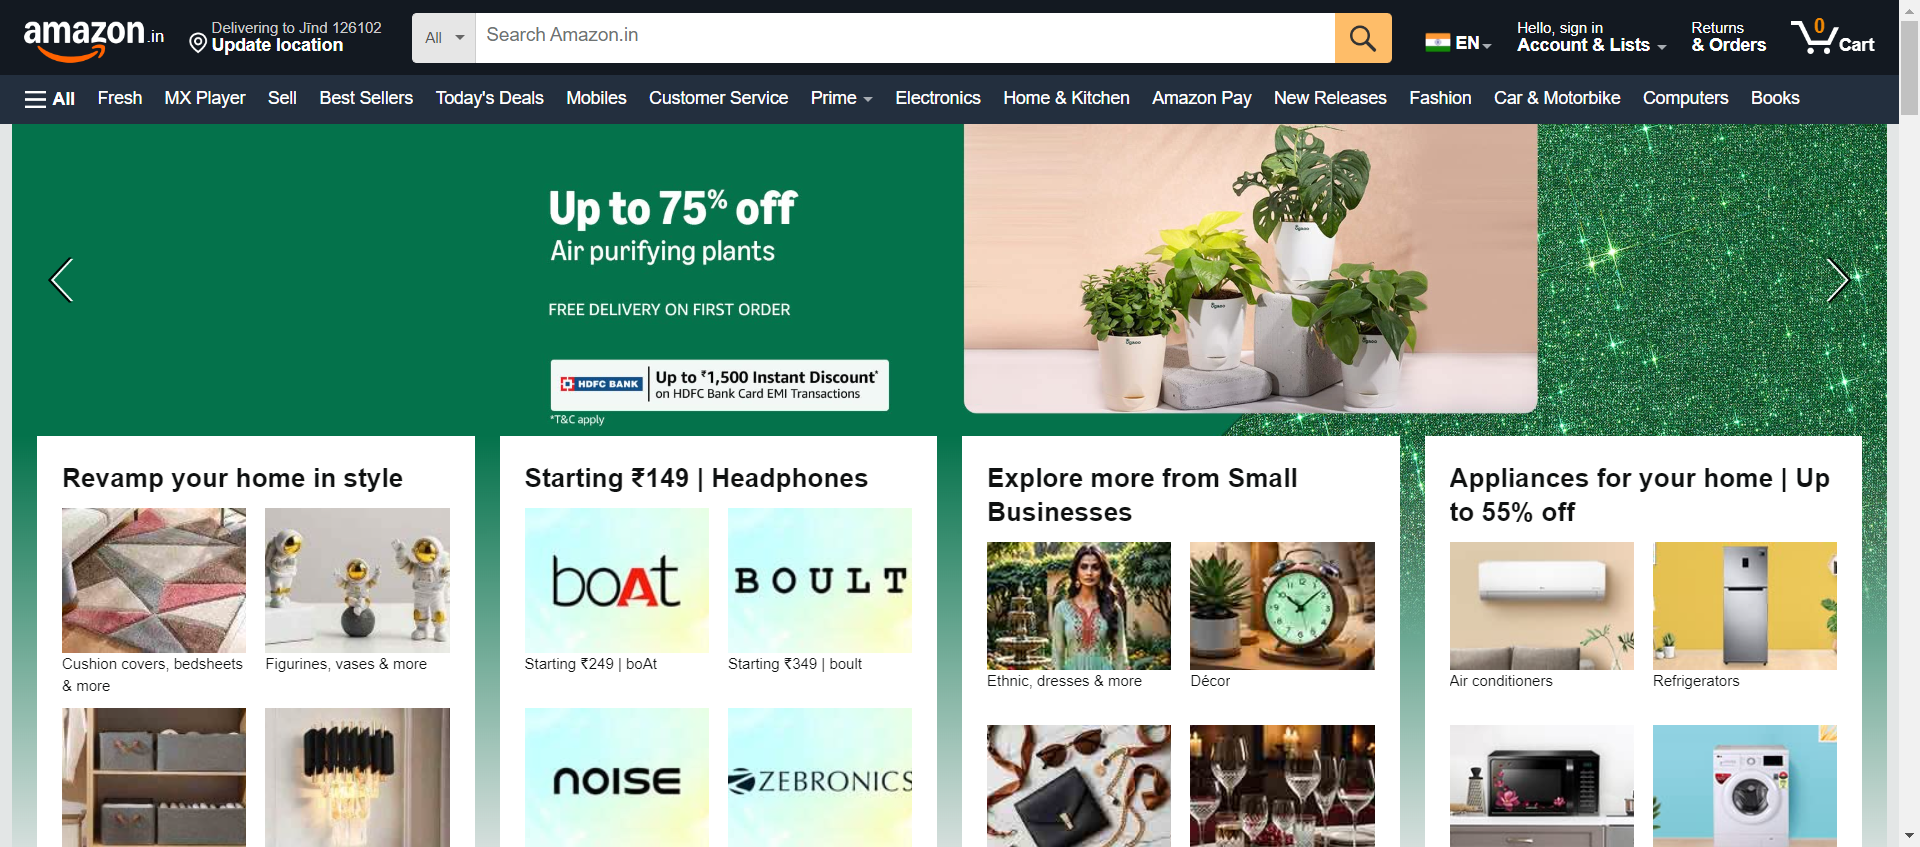 amazon.in
Delivering to Jīnd 126102
Update location
All
Search Amazon.in
EN
Hello, sign in
Account & Lists
Returns
& Orders
0
Cart
All
Fresh
MX Player
Sell
Best Sellers
Today's Deals
Mobiles
Customer Service
Prime
Electronics
Home & Kitchen
Amazon Pay
New Releases
Fashion
Car & Motorbike
Computers
Books
Up to 75% off
Air purifying plants
FREE DELIVERY ON FIRST ORDER
HDFC BANK
Up to ₹1,500 Instant Discount*
on HDFC Bank Card EMI Transactions
*T&C apply
Revamp your home in style
Cushion covers, bedsheets
& more
Figurines, vases & more
Starting ₹149 | Headphones
boAt
BOULT
Starting ₹249 | boAt
Starting ₹349 | boult
noise
ZEBRONICS
Explore more from Small
Businesses
Ethnic, dresses & more
Décor
Appliances for your home | Up
to 55% off
Air conditioners
Refrigerators